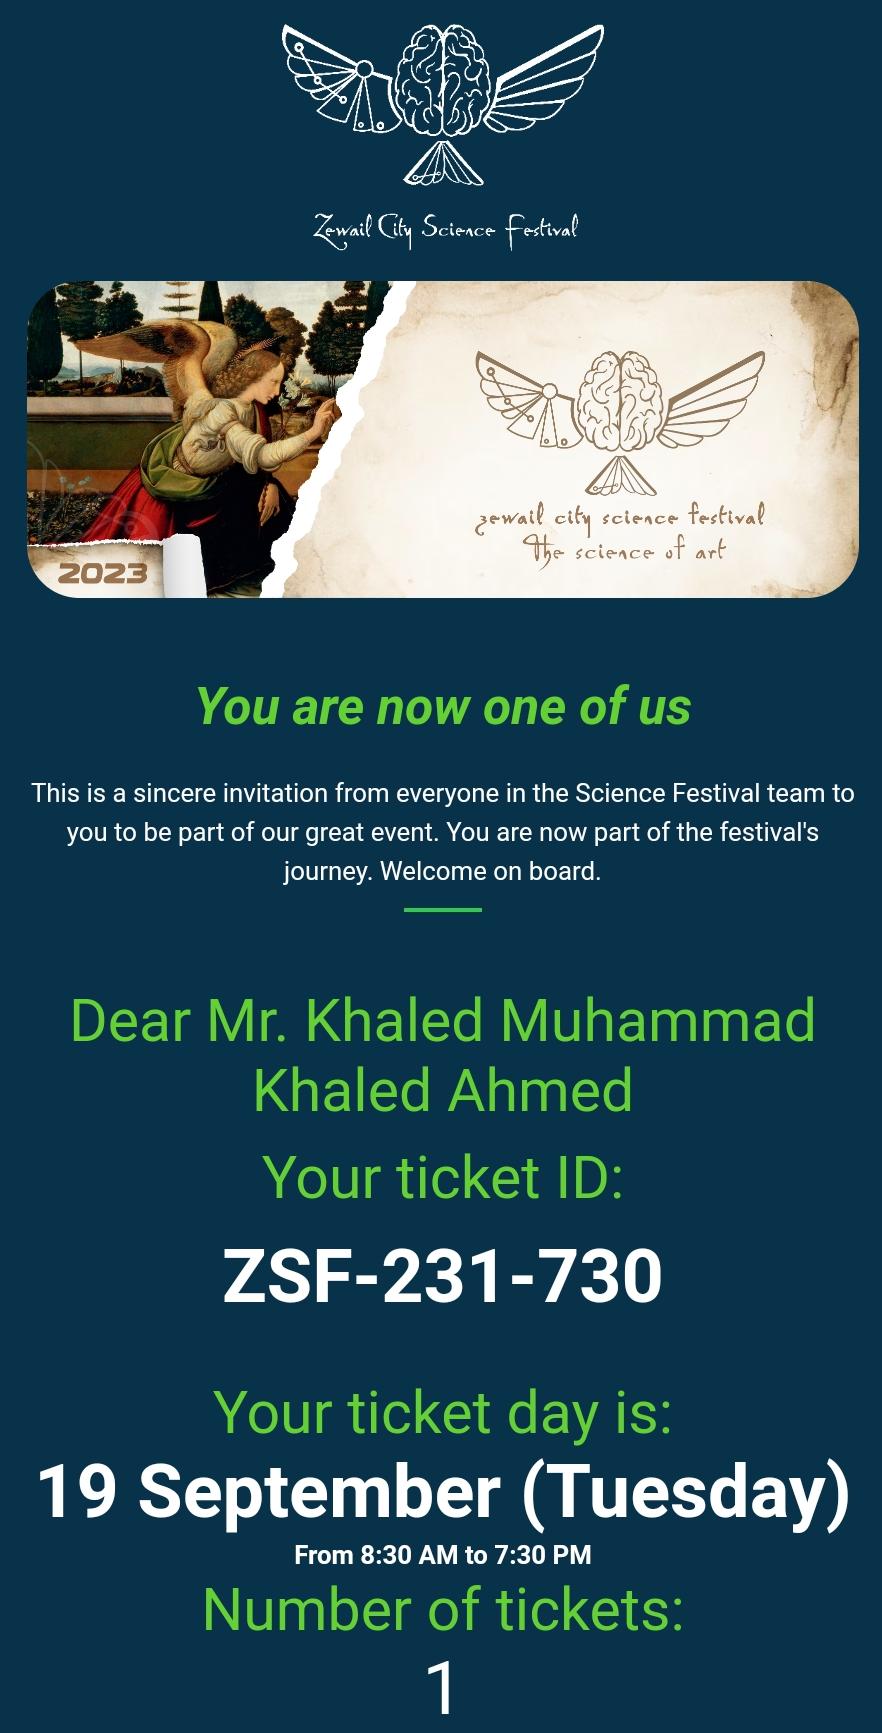 Zewail City Science Festival
zewail city science festival
The science of art
2023
You are now one of us
This is a sincere invitation from everyone in the Science Festival team to
you to be part of our great event. You are now part of the festival's
journey. Welcome on board.
Dear Mr. Khaled Muhammad
Khaled Ahmed
Your ticket ID:
ZSF-231-730
Your ticket day is:
19 September (Tuesday)
From 8:30 AM to 7:30 PM
Number of tickets:
1